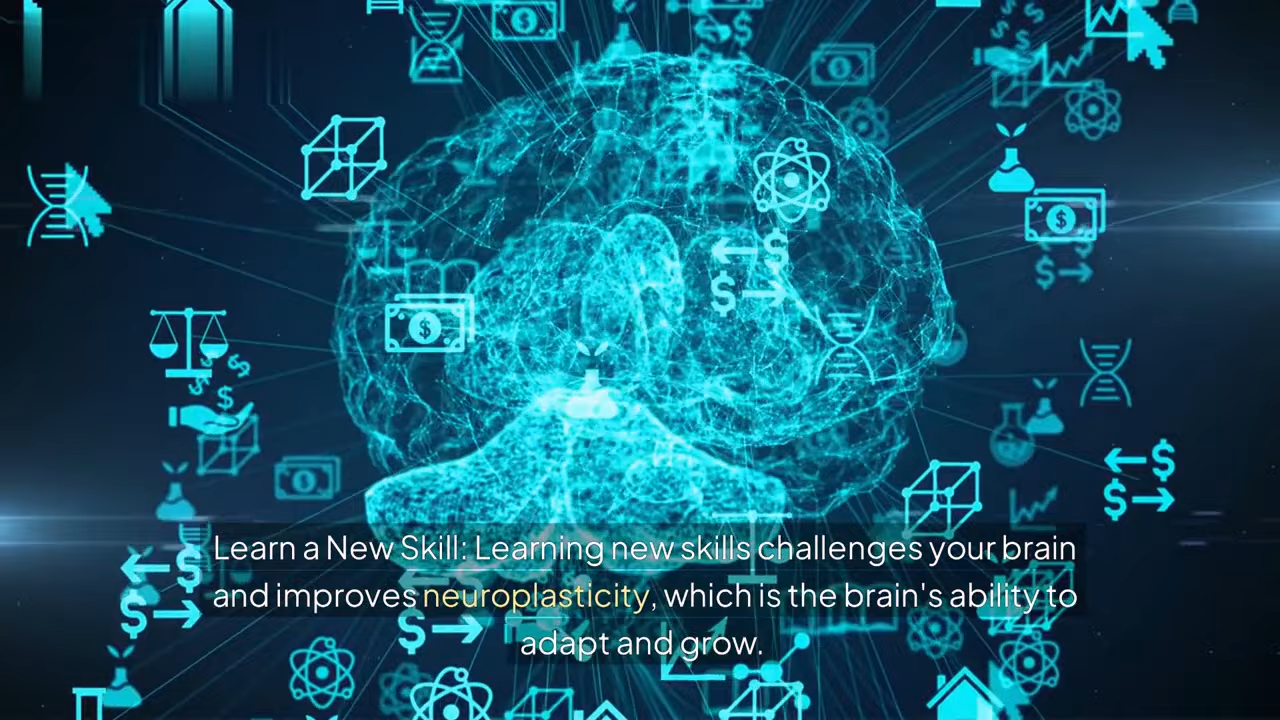 Learn a New Skill: Learning new skills challenges your brain
and improves neuroplasticity, which is the brain's ability to
adapt and grow.